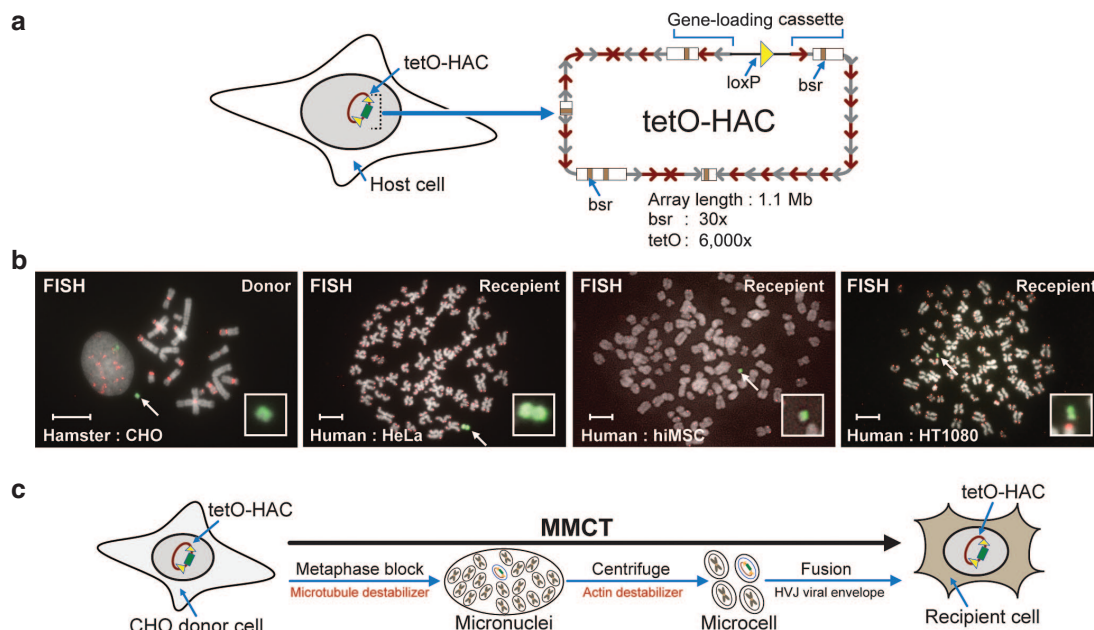 a
Gene-loading cassette
tetO-HAC
loxP
bsr
tetO-HAC
Host cell
bsr
Array length : 1.1 Mb
bsr : 30x
tetO : 6,000x
b
FISH Donor
Hamster : CHO
FISH Recepient
Human : HeLa
FISH Recepient
Human : hiMSC
FISH Recepient
Human : HT1080
c
tetO-HAC
MMCT
tetO-HAC
Metaphase block
Microtubule destabilizer
Centrifuge
Actin destabilizer
Fusion
HVJ viral envelope
CHO donor cell
Micronuclei
Microcell
Recipient cell